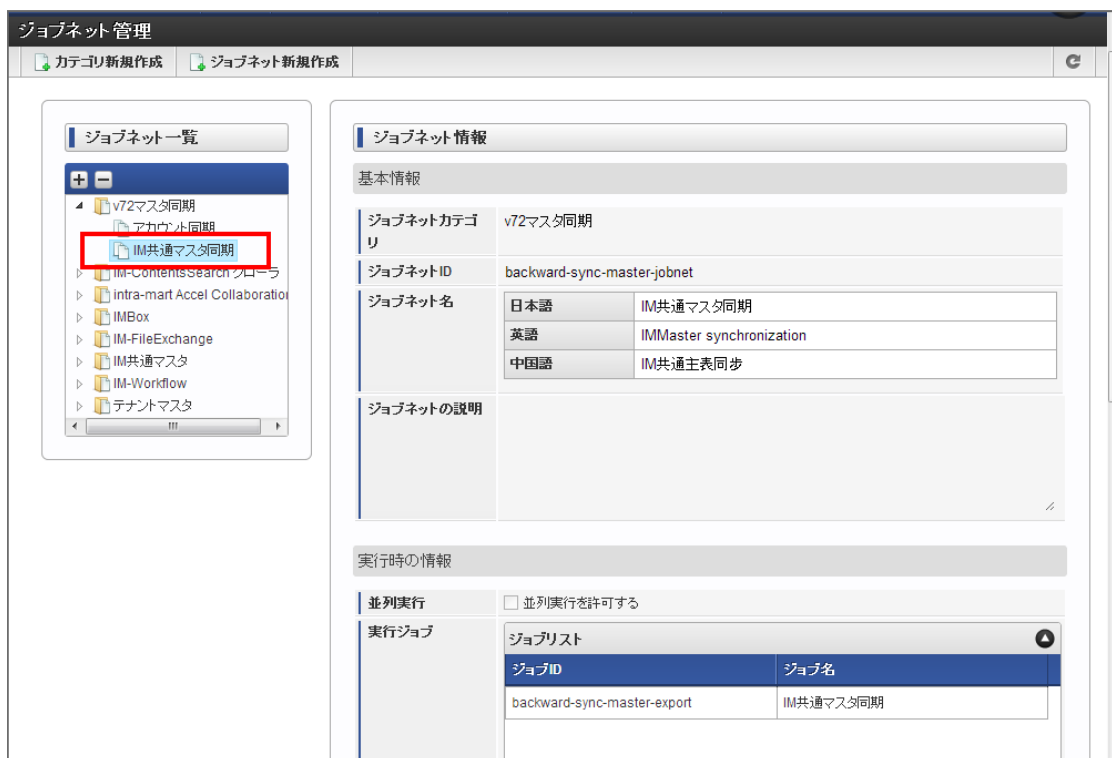 ジョブネット管理
カテゴリ新規作成
ジョブネット新規作成
ジョブネット一覧
v72マスタ同期
アカウント同期
IM共通マスタ同期
IM-ContentsSearch クローラ
intra-mart Accel Collaboration
IMBox
IM-FileExchange
IM共通マスタ
IM-Workflow
テナントマスタ
ジョブネット情報
基本情報
ジョブネットカテゴ
リ
v72マスタ同期
ジョブネットID
backward-sync-master-jobnet
ジョブネット名
日本語
IM共通マスタ同期
英語
IMMaster synchronization
中国語
IM共通主表同步
ジョブネットの説明
実行時の情報
並列実行
並列実行を許可する
実行ジョブ
ジョブリスト
ジョブID
ジョブ名
backward-sync-master-export
IM共通マスタ同期